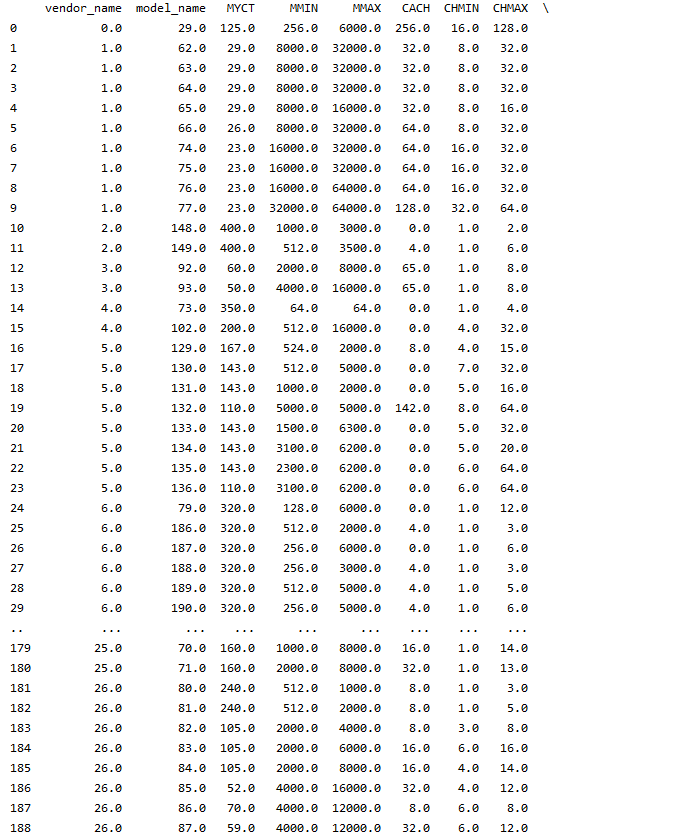 vendor_name model_name MYCT MMIN MMAX CACH CHMIN CHMAX \
0 0.0 29.0 125.0 256.0 6000.0 256.0 16.0 128.0
1 1.0 62.0 29.0 8000.0 32000.0 32.0 8.0 32.0
2 1.0 63.0 29.0 8000.0 32000.0 32.0 8.0 32.0
3 1.0 64.0 29.0 8000.0 32000.0 32.0 8.0 32.0
4 1.0 65.0 29.0 8000.0 16000.0 32.0 8.0 16.0
5 1.0 66.0 26.0 8000.0 32000.0 64.0 8.0 32.0
6 1.0 74.0 23.0 16000.0 32000.0 64.0 16.0 32.0
7 1.0 75.0 23.0 16000.0 32000.0 64.0 16.0 32.0
8 1.0 76.0 23.0 16000.0 64000.0 64.0 16.0 32.0
9 1.0 77.0 23.0 32000.0 64000.0 128.0 32.0 64.0
10 2.0 148.0 400.0 1000.0 3000.0 0.0 1.0 2.0
11 2.0 149.0 400.0 512.0 3500.0 4.0 1.0 6.0
12 3.0 92.0 60.0 2000.0 8000.0 65.0 1.0 8.0
13 3.0 93.0 50.0 4000.0 16000.0 65.0 1.0 8.0
14 4.0 73.0 350.0 64.0 64.0 0.0 1.0 4.0
15 4.0 102.0 200.0 512.0 16000.0 0.0 4.0 32.0
16 5.0 129.0 167.0 524.0 2000.0 8.0 4.0 15.0
17 5.0 130.0 143.0 512.0 5000.0 0.0 7.0 32.0
18 5.0 131.0 143.0 1000.0 2000.0 0.0 5.0 16.0
19 5.0 132.0 110.0 5000.0 5000.0 142.0 8.0 64.0
20 5.0 133.0 143.0 1500.0 6300.0 0.0 5.0 32.0
21 5.0 134.0 143.0 3100.0 6200.0 0.0 5.0 20.0
22 5.0 135.0 143.0 2300.0 6200.0 0.0 6.0 64.0
23 5.0 136.0 110.0 3100.0 6200.0 0.0 6.0 64.0
24 6.0 79.0 320.0 128.0 6000.0 0.0 1.0 12.0
25 6.0 186.0 320.0 512.0 2000.0 4.0 1.0 3.0
26 6.0 187.0 320.0 256.0 6000.0 0.0 1.0 6.0
27 6.0 188.0 320.0 256.0 3000.0 4.0 1.0 3.0
28 6.0 189.0 320.0 512.0 5000.0 4.0 1.0 5.0
29 6.0 190.0 320.0 256.0 5000.0 4.0 1.0 6.0
.. ... ... ... ... ... ... ... ...
179 25.0 70.0 160.0 1000.0 8000.0 16.0 1.0 14.0
180 25.0 71.0 160.0 2000.0 8000.0 32.0 1.0 13.0
181 26.0 80.0 240.0 512.0 1000.0 8.0 1.0 3.0
182 26.0 81.0 240.0 512.0 2000.0 8.0 1.0 5.0
183 26.0 82.0 105.0 2000.0 4000.0 8.0 3.0 8.0
184 26.0 83.0 105.0 2000.0 6000.0 16.0 6.0 16.0
185 26.0 84.0 105.0 2000.0 8000.0 16.0 4.0 14.0
186 26.0 85.0 52.0 4000.0 16000.0 32.0 4.0 12.0
187 26.0 86.0 70.0 4000.0 12000.0 8.0 6.0 8.0
188 26.0 87.0 59.0 4000.0 12000.0 32.0 6.0 12.0